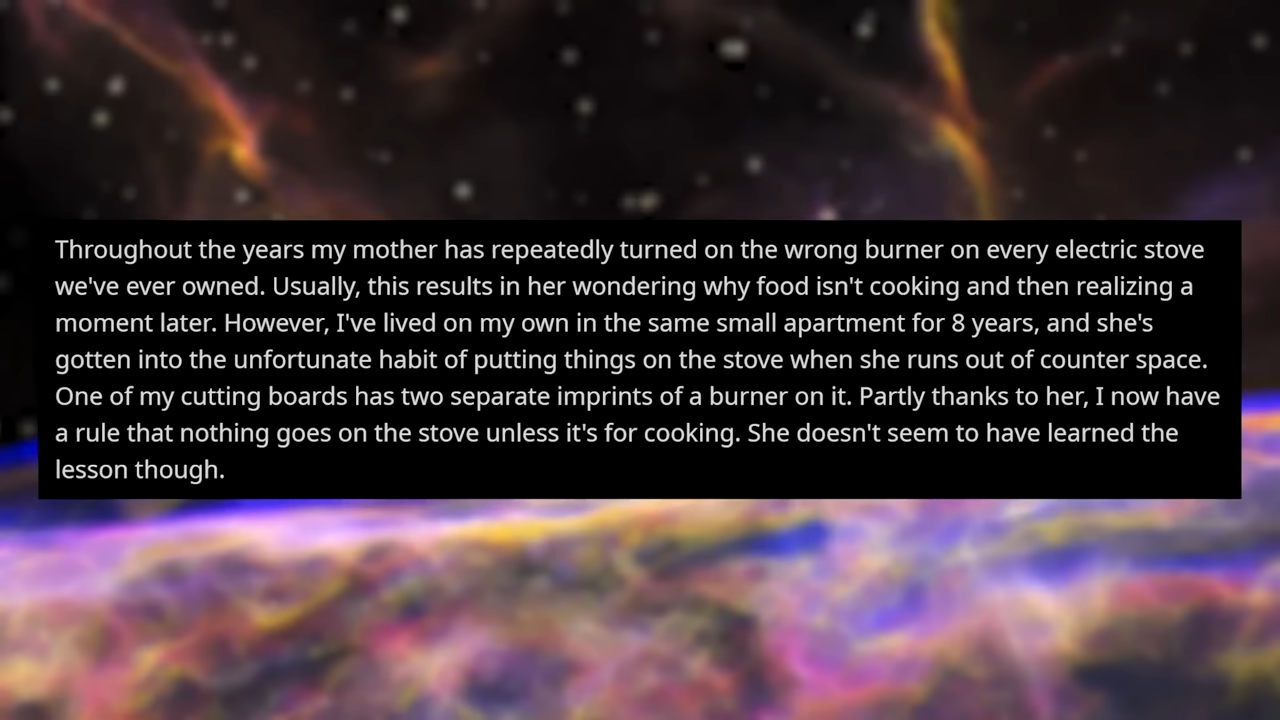 Throughout the years my mother has repeatedly turned on the wrong burner on every electric stove
we've ever owned. Usually, this results in her wondering why food isn't cooking and then realizing a
moment later. However, I've lived on my own in the same small apartment for 8 years, and she's
gotten into the unfortunate habit of putting things on the stove when she runs out of counter space.
One of my cutting boards has two separate imprints of a burner on it. Partly thanks to her, I now have
a rule that nothing goes on the stove unless it's for cooking. She doesn't seem to have learned the
lesson though.